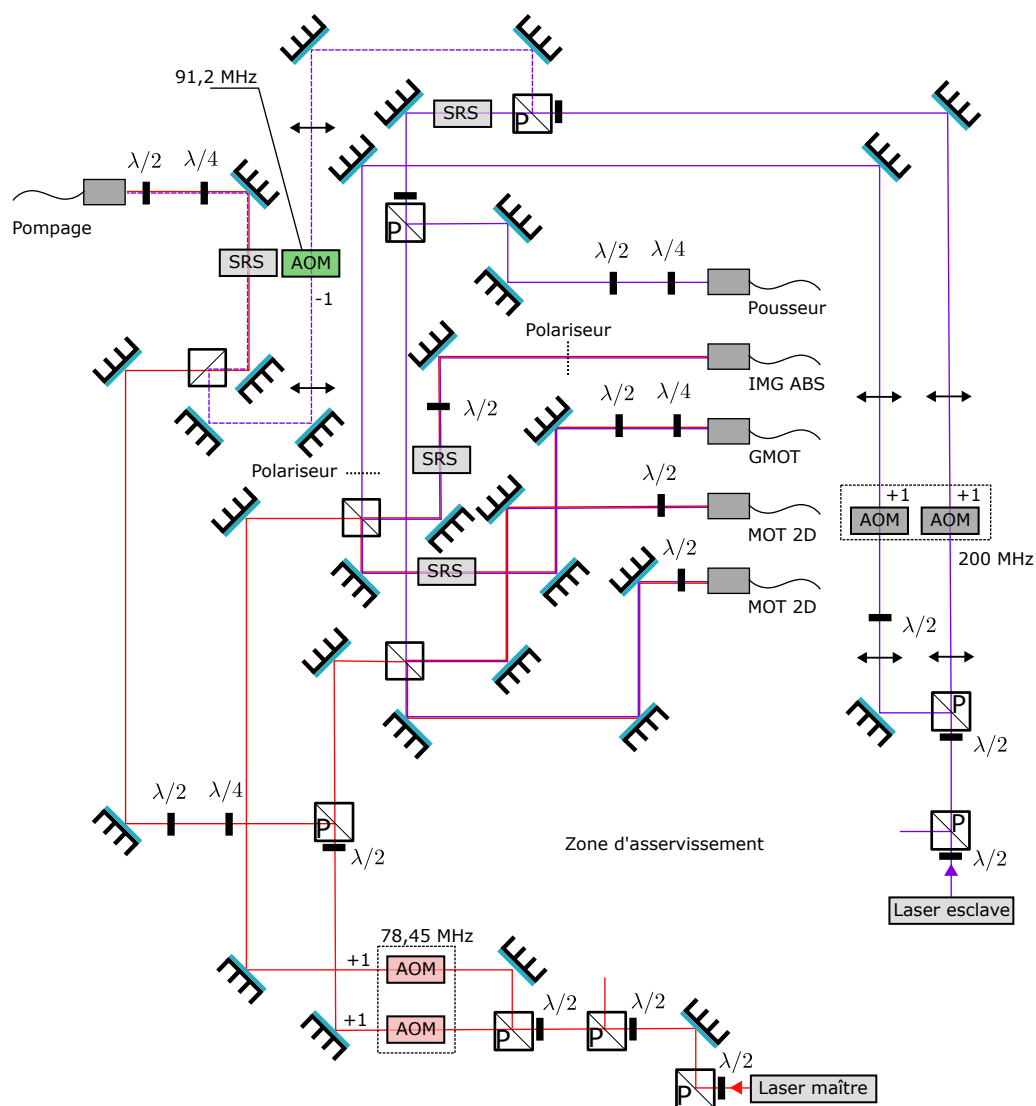 91,2 MHz
SRS
P
λ/2
λ/4
Pompage
P
SRS
AOM
-1
λ/2
λ/4
Pousseur
Polariseur
IMG ABS
λ/2
λ/2
λ/4
SRS
GMOT
Polariseur
λ/2
+1
+1
AOM
AOM
MOT 2D
200 MHz
λ/2
SRS
MOT 2D
λ/2
P
λ/2
λ/2
λ/4
P
P
Zone d'asservissement
λ/2
λ/2
Laser esclave
78,45 MHz
+1
AOM
λ/2
λ/2
+1
AOM
P
P
λ/2
P
Laser maître